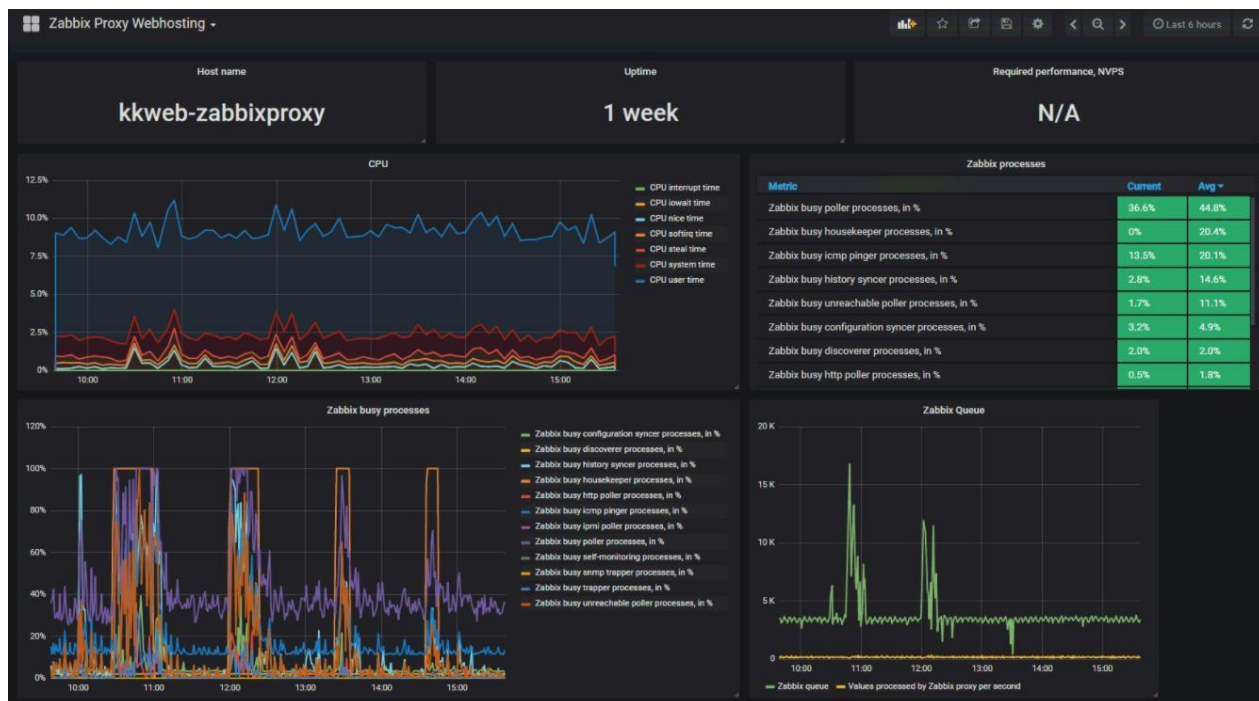 Zabbix Proxy Webhosting
Last 6 hours
Host name
kkweb-zabbixproxy
Uptime
1 week
Required performance, NVPS
N/A
CPU
12.5%
10.0%
7.5%
5.0%
2.5%
0%
10:00 11:00 12:00 13:00 14:00 15:00
CPU interrupt time
CPU iowait time
CPU nice time
CPU softirq time
CPU steal time
CPU system time
CPU user time
Zabbix processes
Metric Current Avg
Zabbix busy poller processes, in % 36.6% 44.8%
Zabbix busy housekeeper processes, in % 0% 20.4%
Zabbix busy icmp pinger processes, in % 13.5% 20.1%
Zabbix busy history syncer processes, in % 2.8% 14.6%
Zabbix busy unreachable poller processes, in % 1.7% 11.1%
Zabbix busy configuration syncer processes, in % 3.2% 4.9%
Zabbix busy discoverer processes, in % 2.0% 2.0%
Zabbix busy http poller processes, in % 0.5% 1.8%
Zabbix busy processes
120%
100%
80%
60%
40%
20%
0%
10:00 11:00 12:00 13:00 14:00 15:00
Zabbix busy configuration syncer processes, in %
Zabbix busy discoverer processes, in %
Zabbix busy history syncer processes, in %
Zabbix busy housekeeper processes, in %
Zabbix busy http poller processes, in %
Zabbix busy icmp pinger processes, in %
Zabbix busy ipmi poller processes, in %
Zabbix busy poller processes, in %
Zabbix busy self-monitoring processes, in %
Zabbix busy snmp trapper processes, in %
Zabbix busy trapper processes, in %
Zabbix busy unreachable poller processes, in %
Zabbix Queue
20 K
15 K
10 K
5 K
0
10:00 11:00 12:00 13:00 14:00 15:00
Zabbix queue Values processed by Zabbix proxy per second